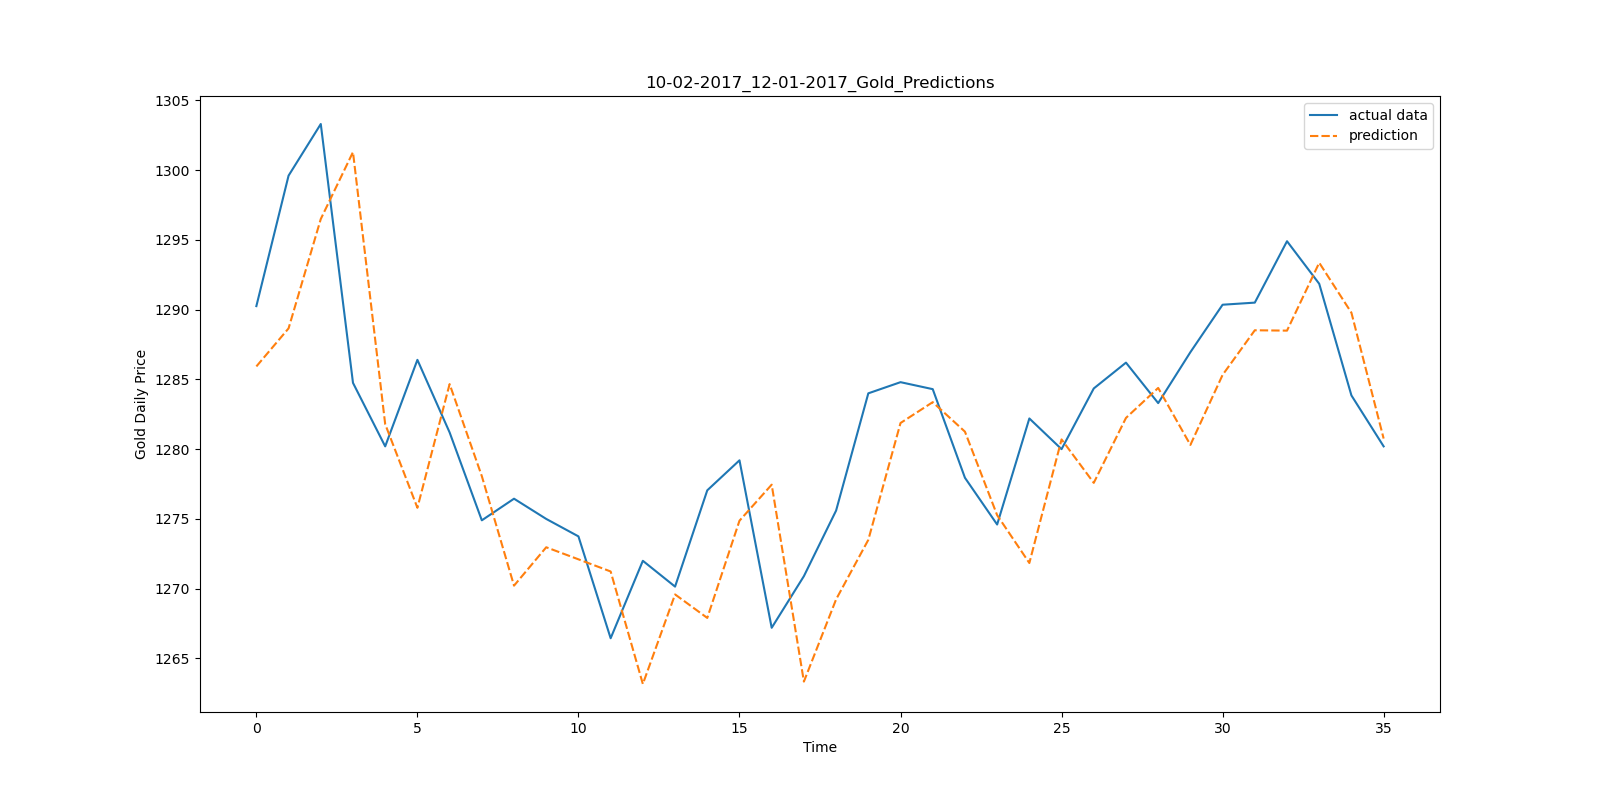 10-02-2017_12-01-2017_Gold_Predictions
1305
1300
1295
1290
1285
1280
1275
1270
1265
Gold Daily Price
actual data
prediction
0 5 10 15 20 25 30 35
Time